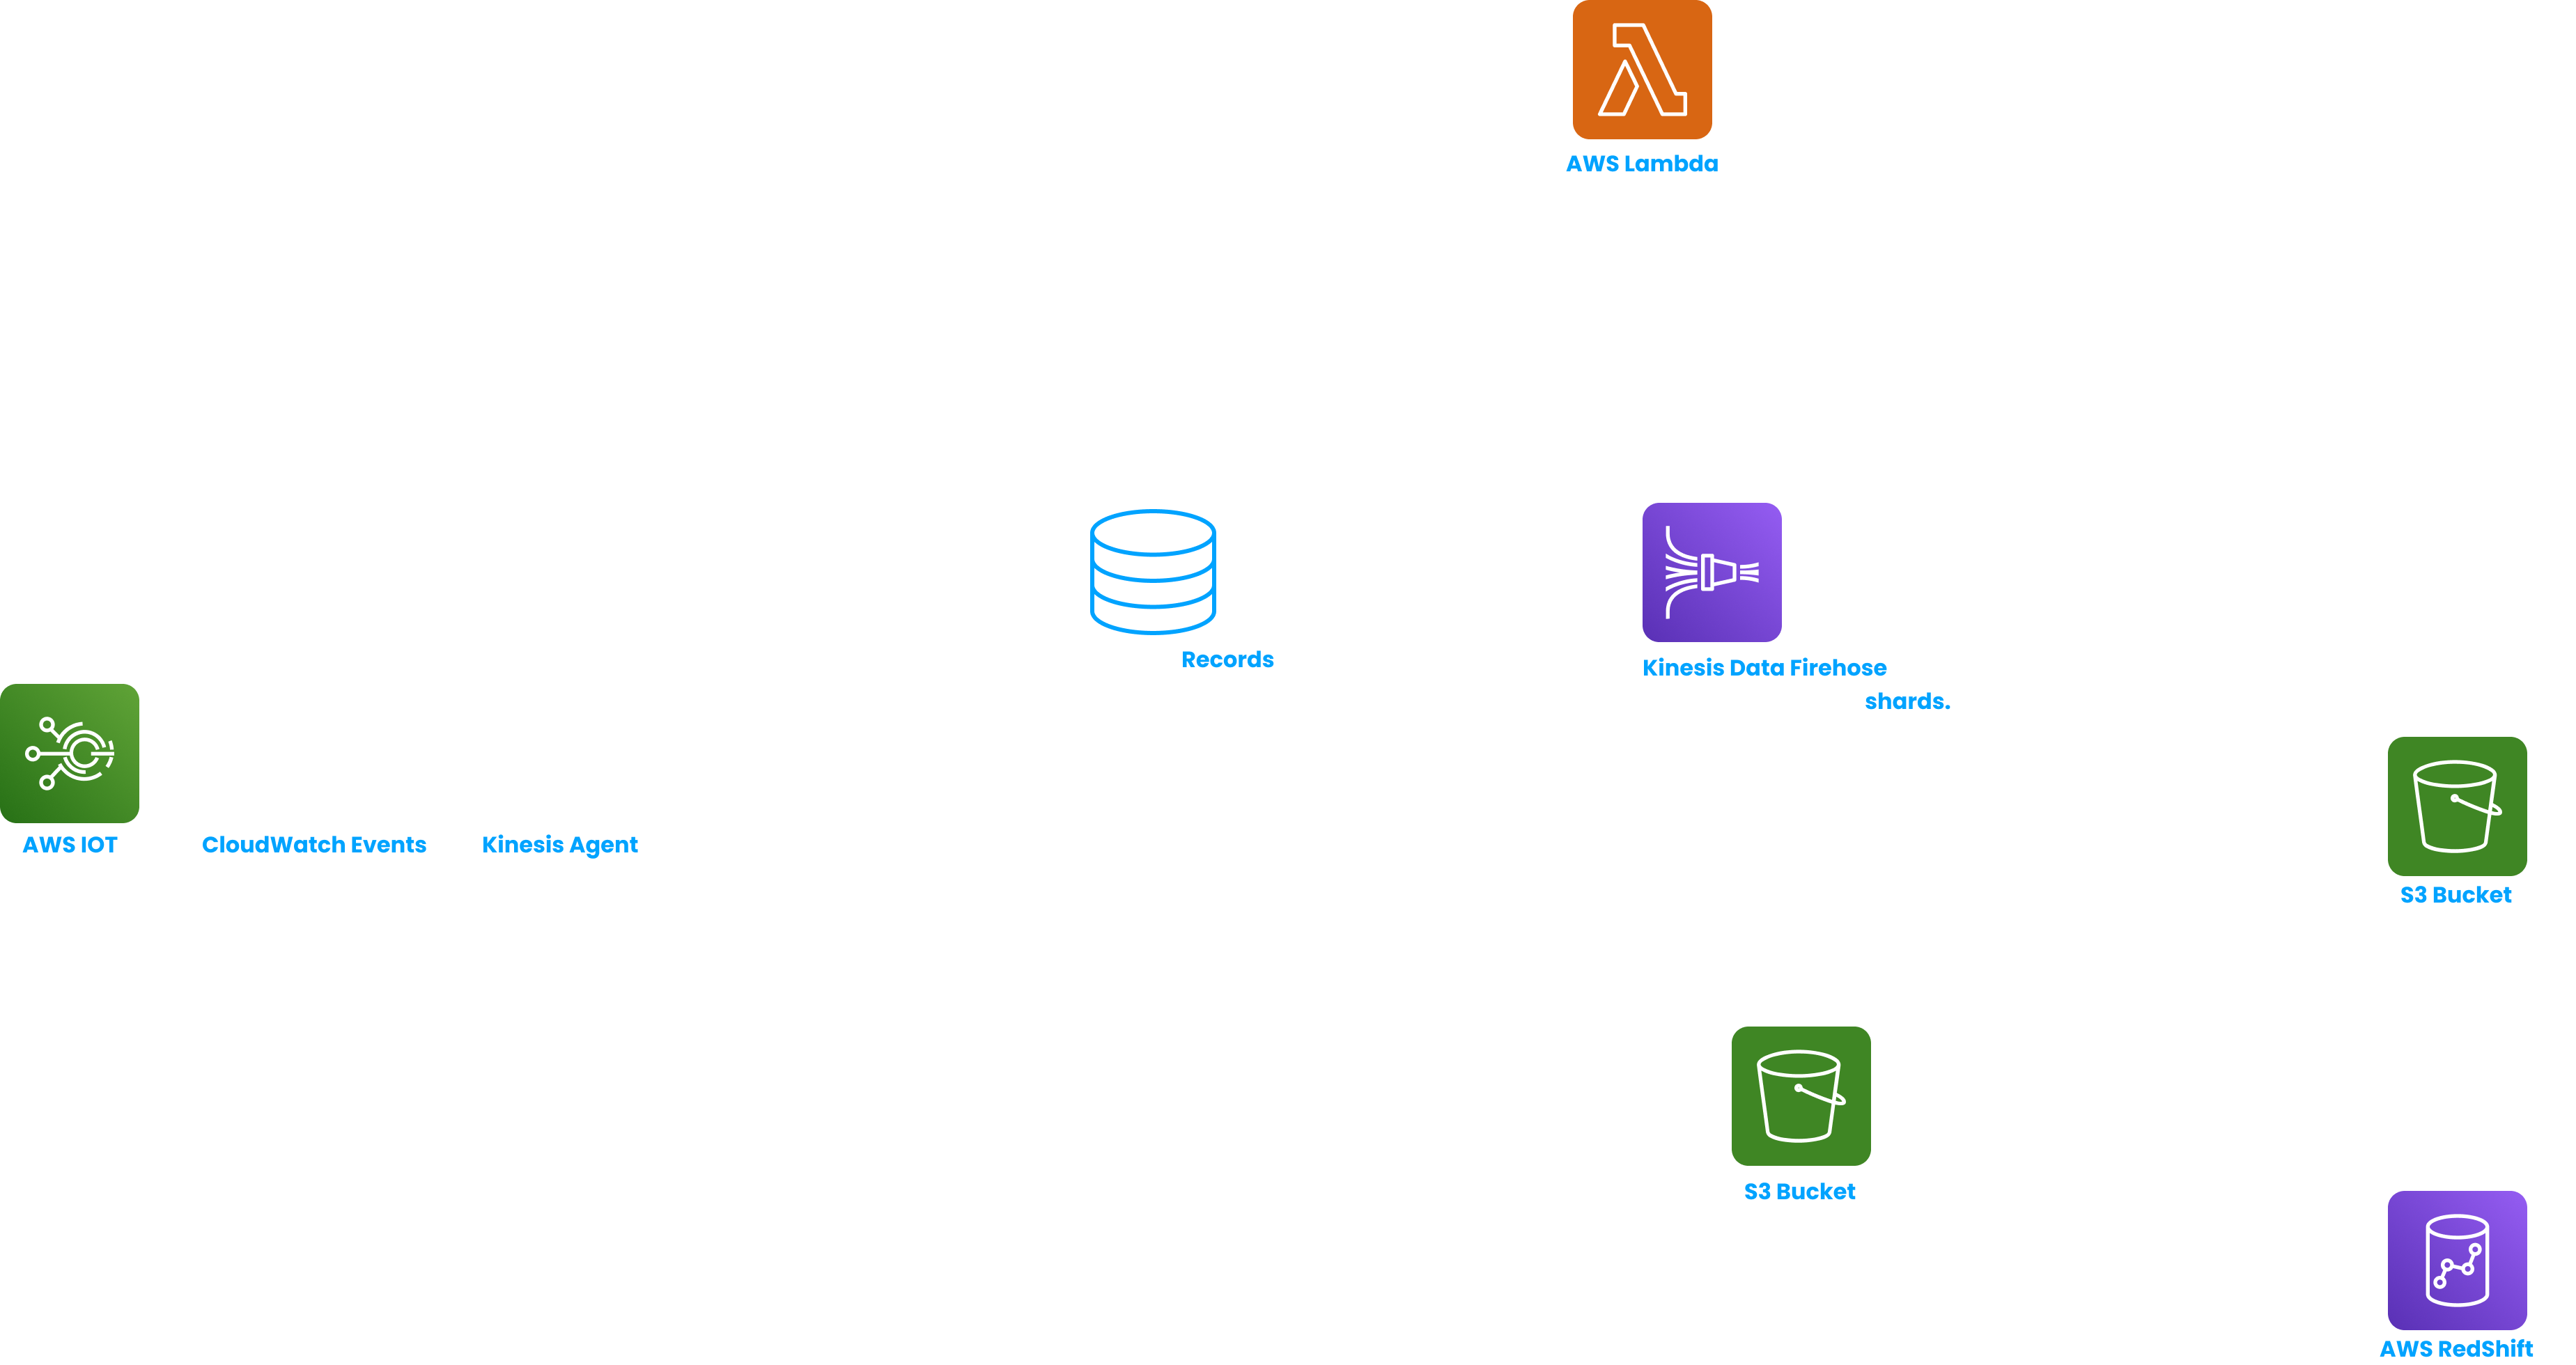 AWS Lambda
Records
Kinesis Data Firehose
shards.
AWS IOT
CloudWatch Events
Kinesis Agent
S3 Bucket
S3 Bucket
AWS RedShift